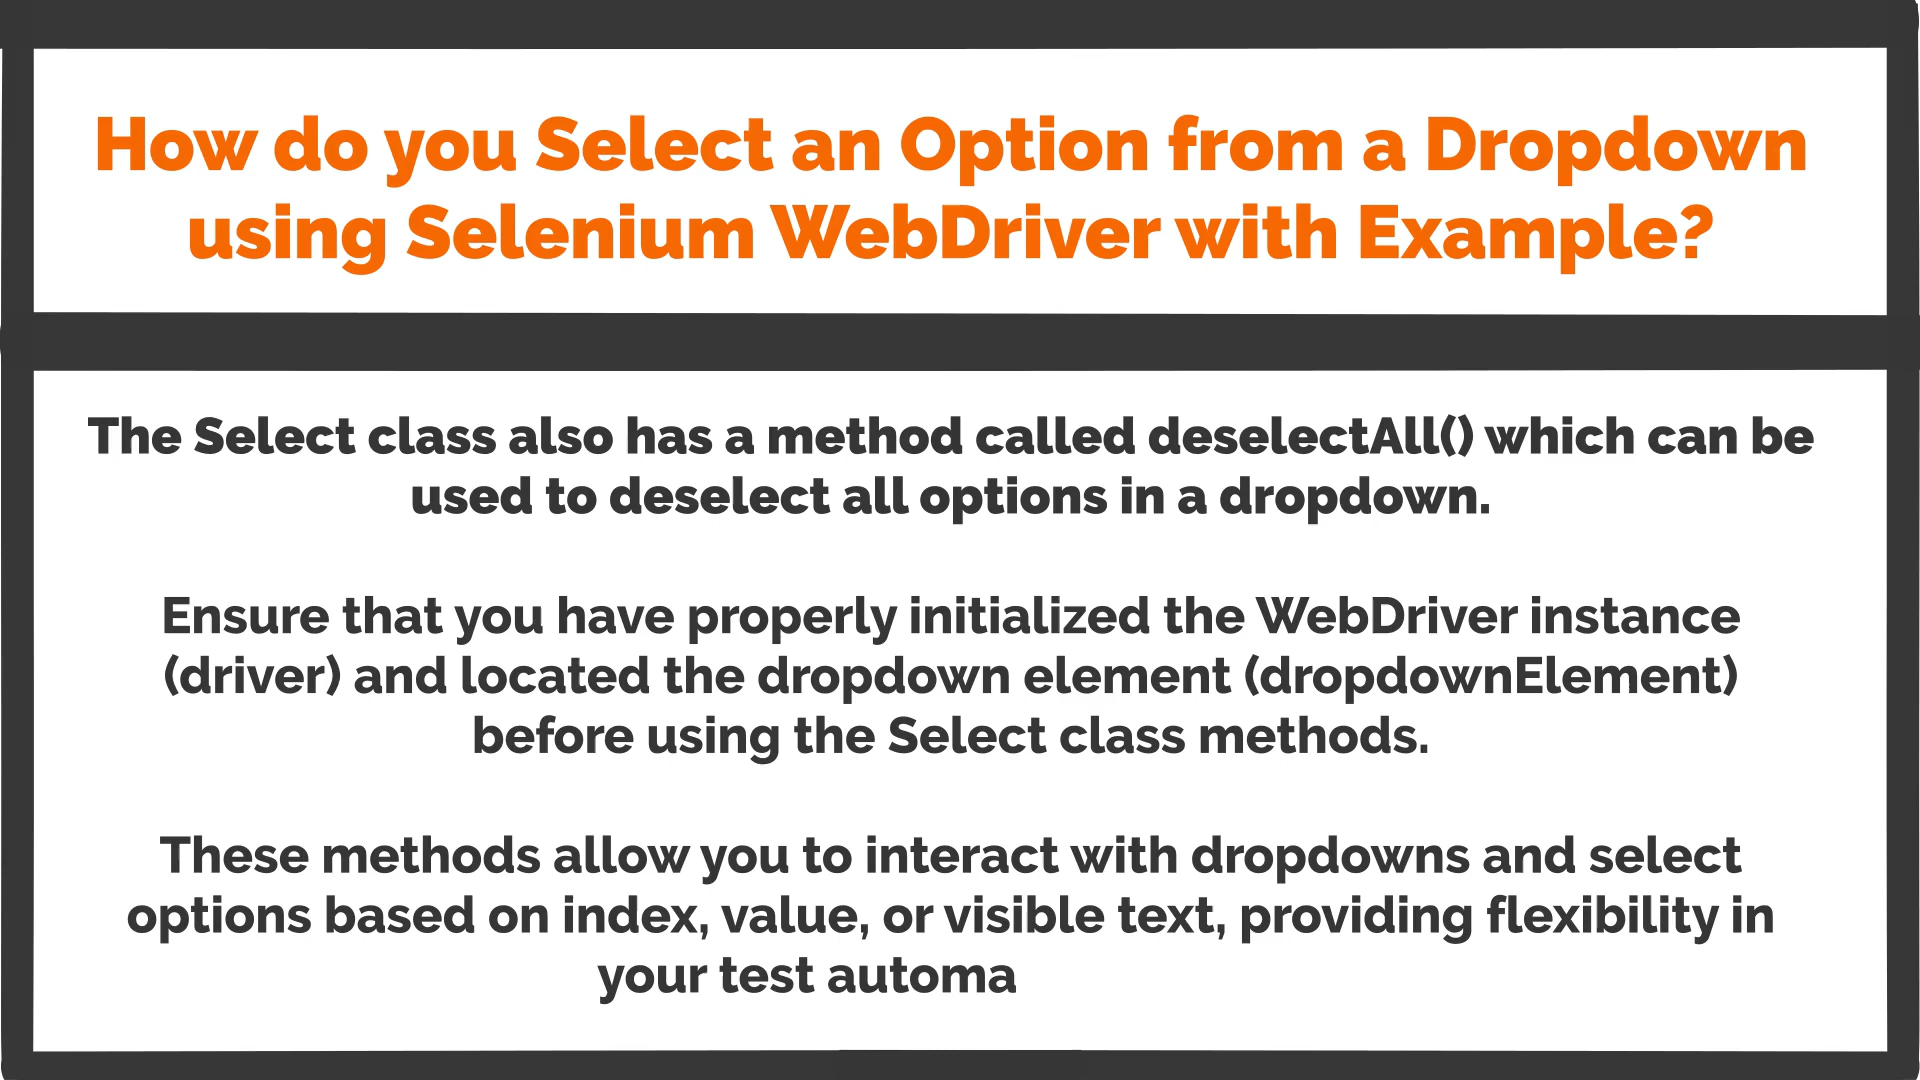 How do you Select an Option from a Dropdown
using Selenium WebDriver with Example?
The Select class also has a method called deselectAll() which can be
used to deselect all options in a dropdown.
Ensure that you have properly initialized the WebDriver instance
(driver) and located the dropdown element (dropdownElement)
before using the Select class methods.
These methods allow you to interact with dropdowns and select
options based on index, value, or visible text, providing flexibility in
your test automa